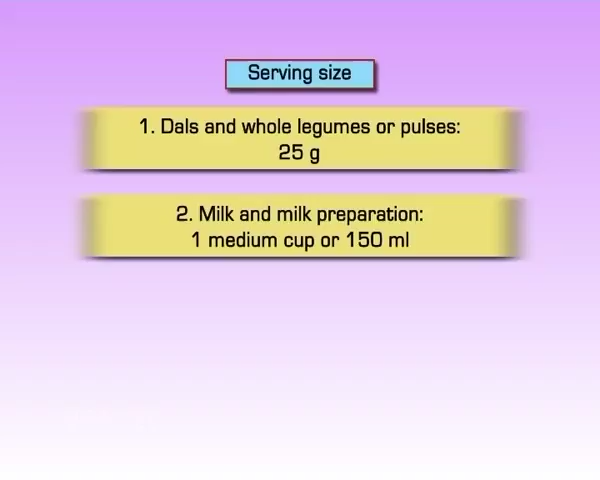 Serving size
1. Dals and whole legumes or pulses:
25 g
2. Milk and milk preparation:
1 medium cup or 150 ml